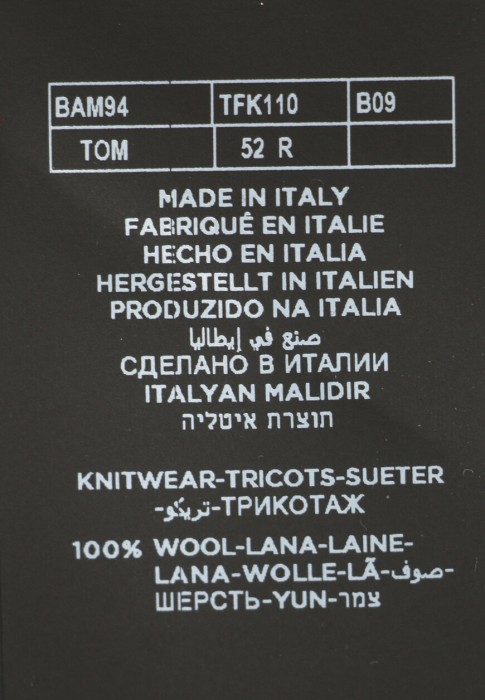 BAM94 TFK110 B09
TOM 52 R
MADE IN ITALY
FABRIQUÊ EN ITALIE
HECHO EN ITALIA
HERGESTELLT IN ITALIEN
PRODUZIDO NA ITALIA
صنع في إيطاليا
СДЕЛАНО В ИТАЛИИ
ITALYAN MALIDIR
תוצרת איטליה
KNITWEAR-TRICOTS-SUETER
-تريكو-ТРИКОТАЖ
100% WOOL-LANA-LAINE-
LANA-WOLLE-LÃ-صوف-
ШЕРСТЬ-YUN-צמר